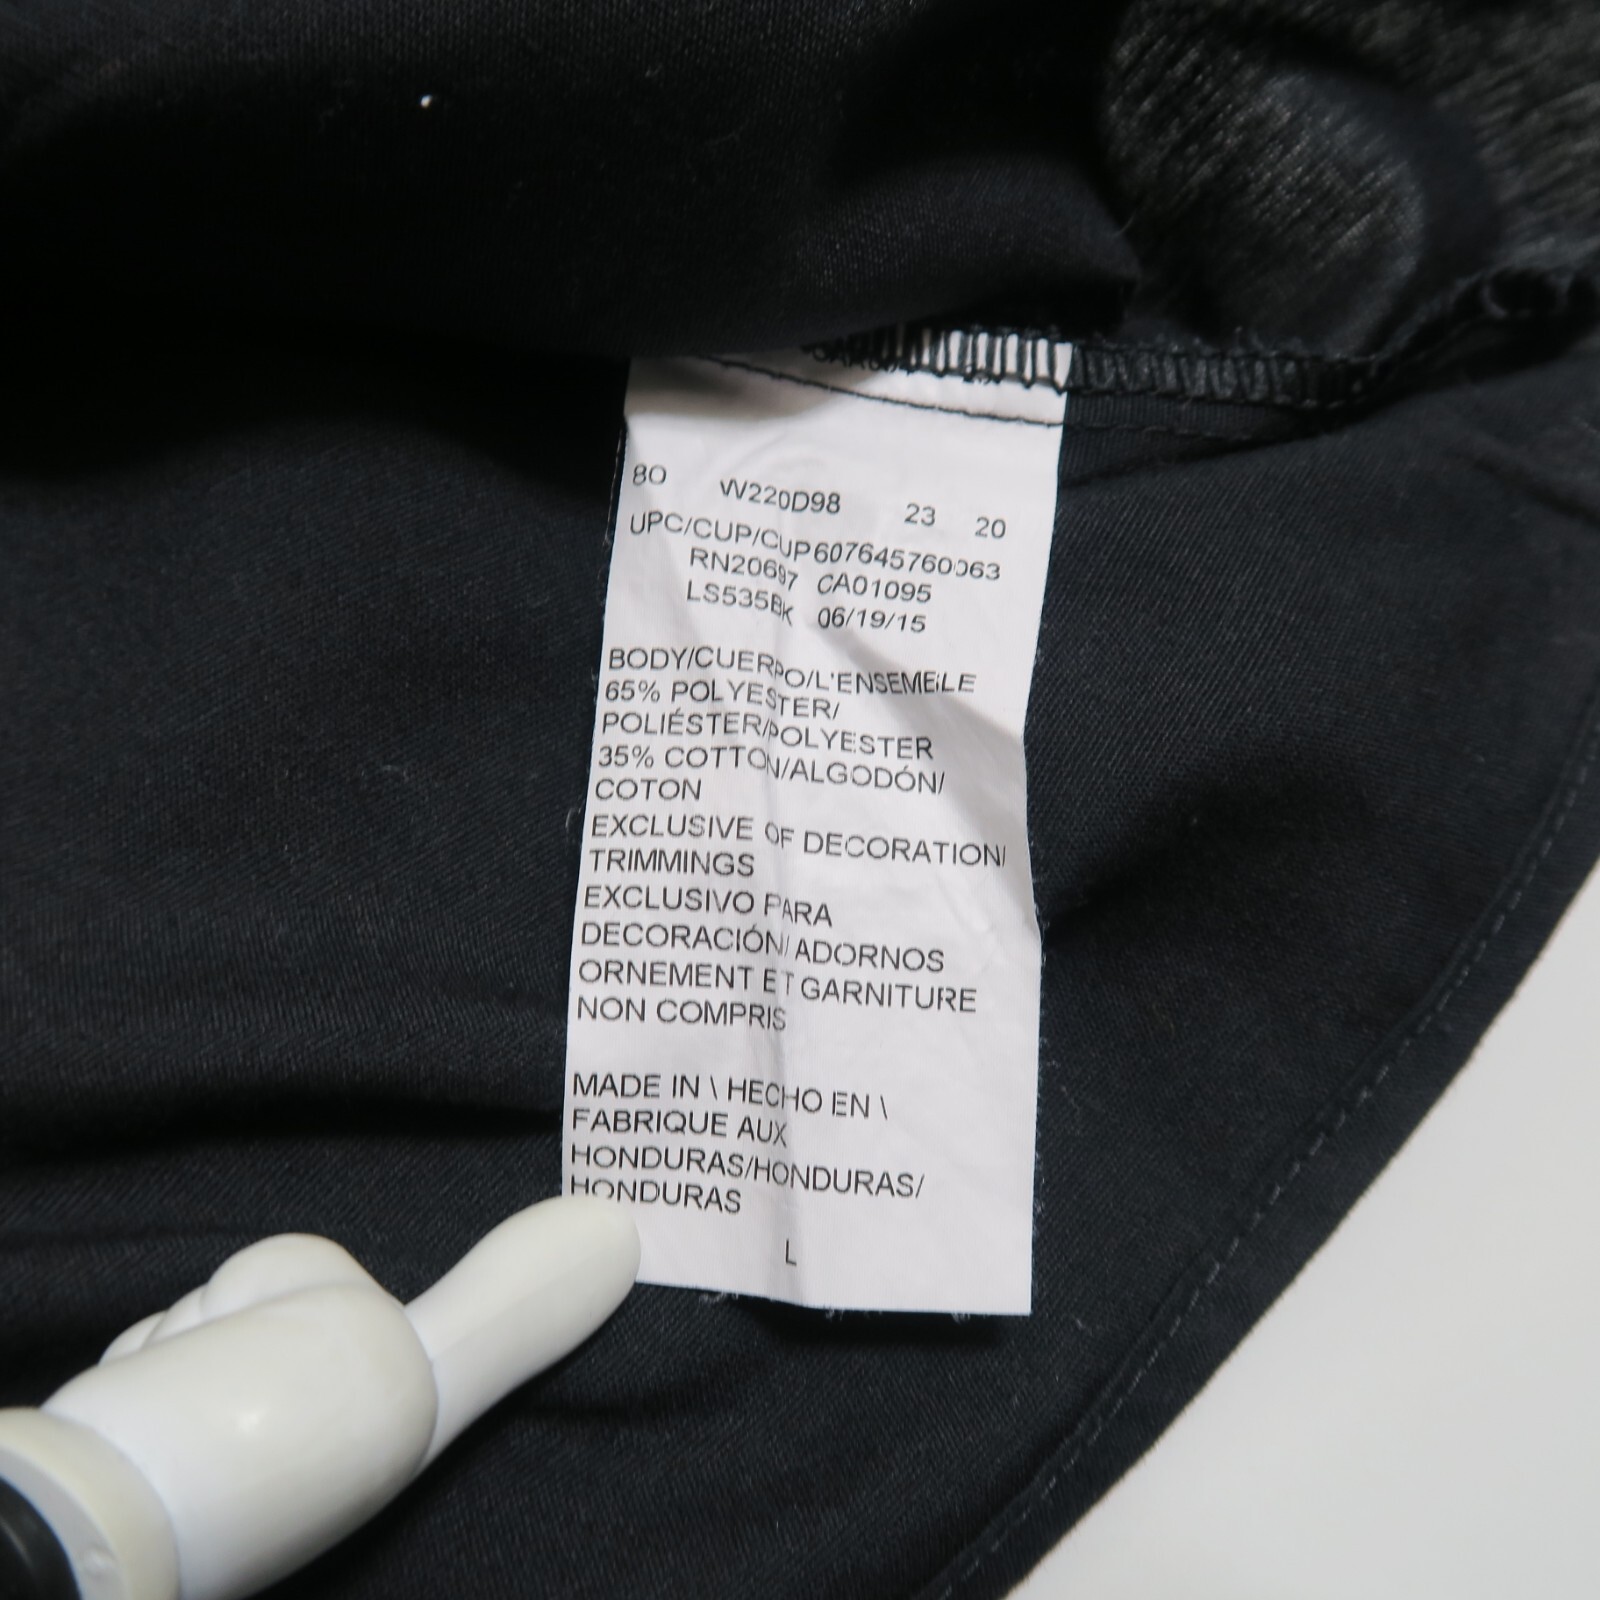 80 W220D98 23 20
UPC/CUP/CUP607645760063
RN20697 CA01095
LS535BK 06/19/15
BODY/CUERPO/L'ENSEMBLE
65% POLYESTER/
POLIÉSTER/POLYESTER
35% COTTON/ALGODÓN/
COTON
EXCLUSIVE OF DECORATION/
TRIMMINGS
EXCLUSIVO PARA
DECORACIÓN/ADORNOS
ORNEMENT ET GARNITURE
NON COMPRIS
MADE IN \ HECHO EN \
FABRIQUE AUX
HONDURAS/HONDURAS/
HONDURAS
L